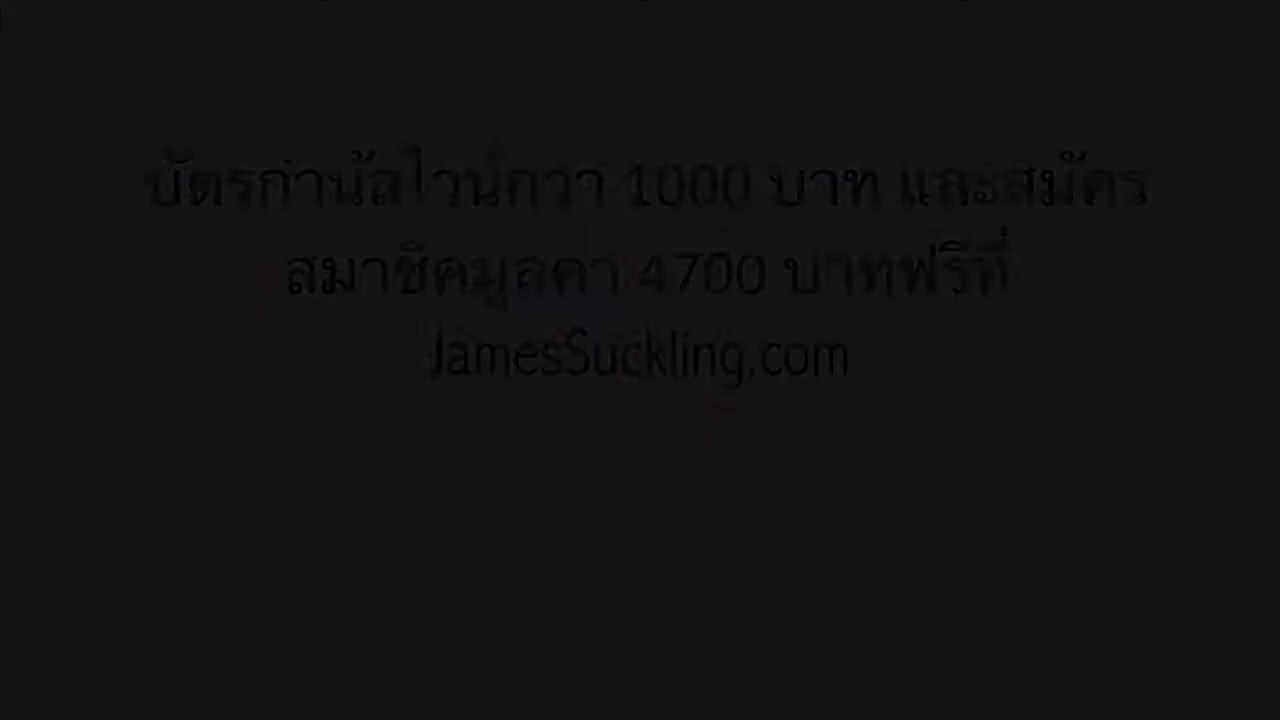 บัตรกำนัลไวน์กว่า 1000 บาท และสมัคร
สมาชิคมูลค่า 4700 บาทฟรีที่
JamesSuckling.com